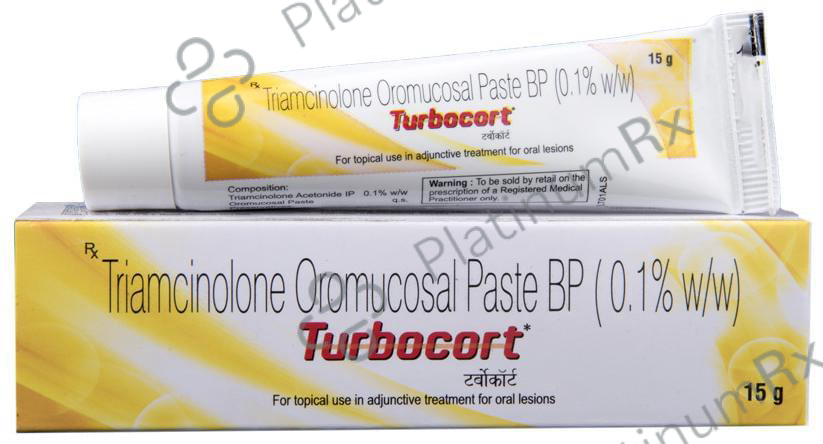 15 g
Rx Triamcinolone Oromucosal Paste BP (0.1% w/w)
Turbocort*
टर्बोकॉर्ट
For topical use in adjunctive treatment for oral lesions
Composition:
Triamcinolone Acetonide IP 0.1% w/w
Oromucosal Paste q.s.
Warning : To be sold by retail on the
prescription of a Registered Medical
Practitioner only.
LT01ALS
Rx Triamcinolone Oromucosal Paste BP ( 0.1% w/w)
Turbocort*
टर्बोकॉर्ट
For topical use in adjunctive treatment for oral lesions
15 g
PlatinumRx
PlatinumRx
PlatinumRx